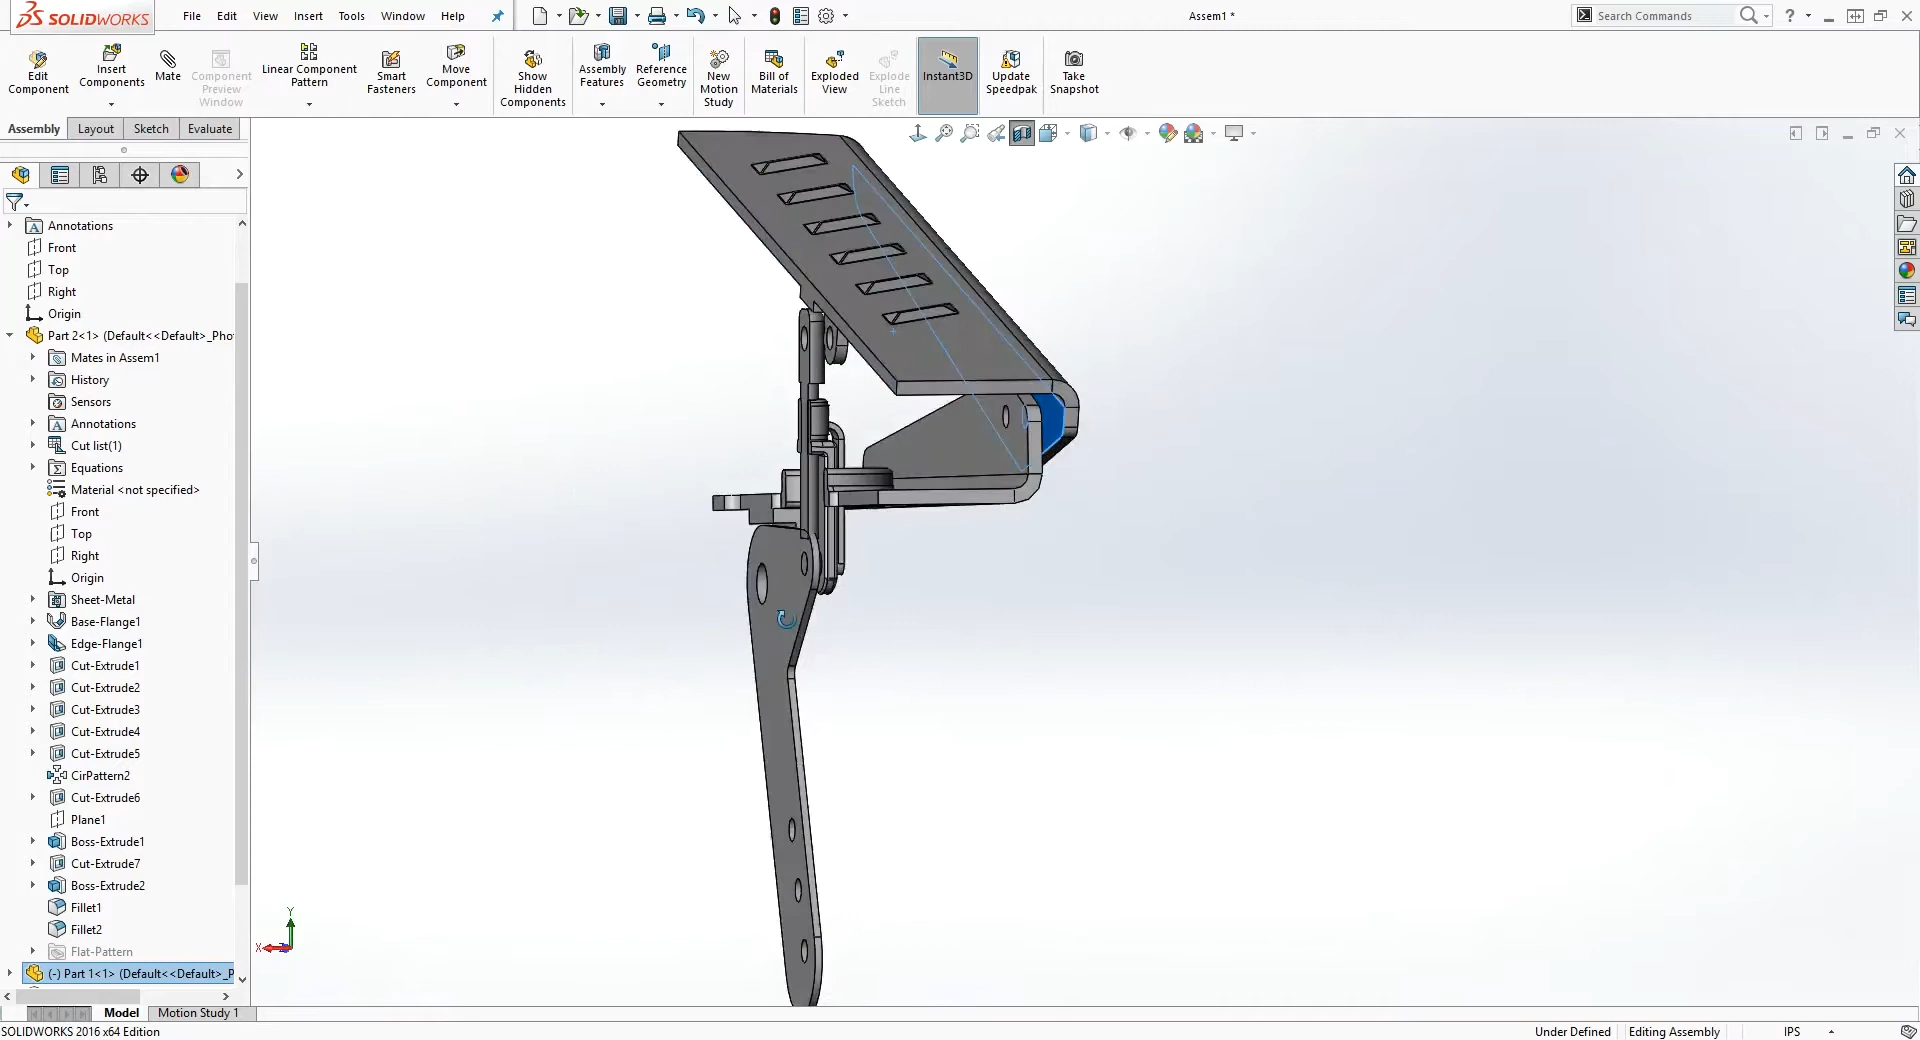 SOLIDWORKS
File Edit View Insert Tools Window Help
Assem1 *
Search Commands
?
Edit Component
Insert Components
Mate
Component Preview Window
Linear Component Pattern
Smart Fasteners
Move Component
Show Hidden Components
Assembly Features
Reference Geometry
New Motion Study
Bill of Materials
Exploded View
Explode Line Sketch
Instant3D
Update Speedpak
Take Snapshot
Assembly Layout Sketch Evaluate
Annotations
Front
Top
Right
Origin
Part 2<1> (Default<<Default>_Pho
Mates in Assem1
History
Sensors
Annotations
Cut list(1)
Equations
Material <not specified>
Front
Top
Right
Origin
Sheet-Metal
Base-Flange1
Edge-Flange1
Cut-Extrude1
Cut-Extrude2
Cut-Extrude3
Cut-Extrude4
Cut-Extrude5
CirPattern2
Cut-Extrude6
Plane1
Boss-Extrude1
Cut-Extrude7
Boss-Extrude2
Fillet1
Fillet2
Flat-Pattern
(-) Part 1<1> (Default<<Default>_P
Y
X
Model Motion Study 1
SOLIDWORKS 2016 x64 Edition
Under Defined Editing Assembly IPS